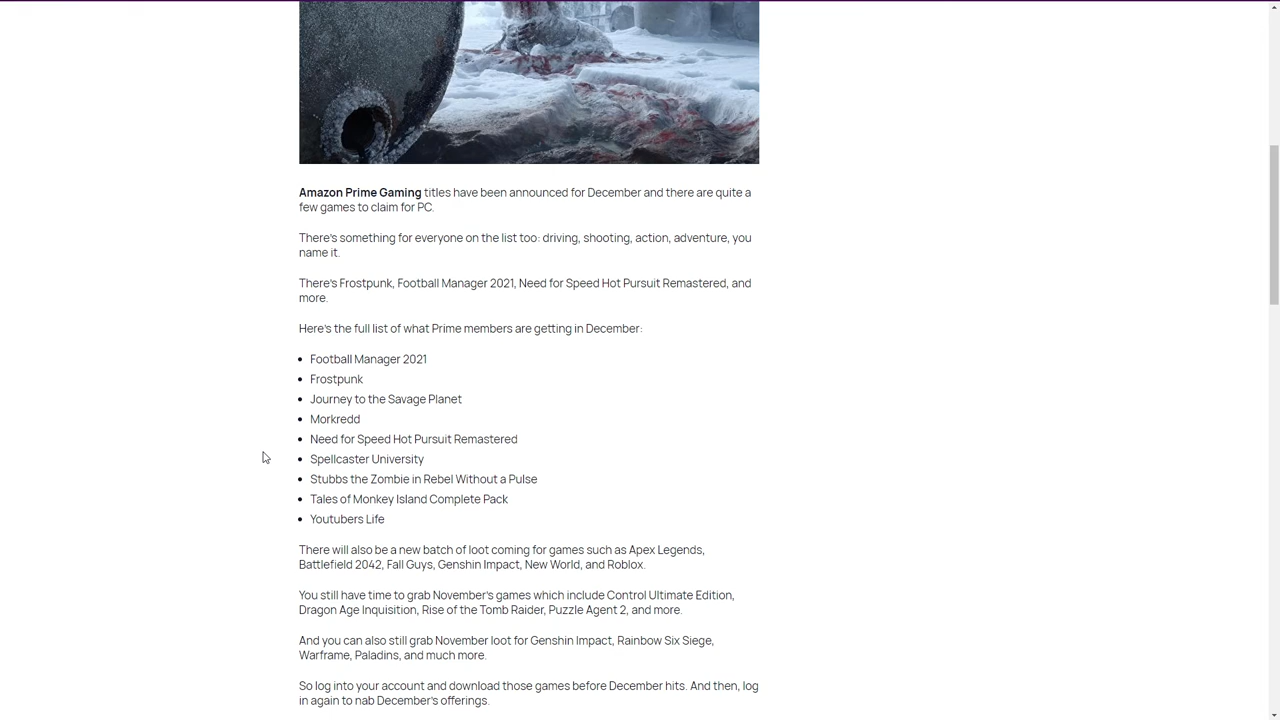 Amazon Prime Gaming titles have been announced for December and there are quite a
few games to claim for PC.
There's something for everyone on the list too: driving, shooting, action, adventure, you
name it.
There's Frostpunk, Football Manager 2021, Need for Speed Hot Pursuit Remastered, and
more.
Here's the full list of what Prime members are getting in December:
• Football Manager 2021
• Frostpunk
• Journey to the Savage Planet
• Morkredd
• Need for Speed Hot Pursuit Remastered
• Spellcaster University
• Stubbs the Zombie in Rebel Without a Pulse
• Tales of Monkey Island Complete Pack
• Youtubers Life
There will also be a new batch of loot coming for games such as Apex Legends,
Battlefield 2042, Fall Guys, Genshin Impact, New World, and Roblox.
You still have time to grab November's games which include Control Ultimate Edition,
Dragon Age Inquisition, Rise of the Tomb Raider, Puzzle Agent 2, and more.
And you can also still grab November loot for Genshin Impact, Rainbow Six Siege,
Warframe, Paladins, and much more.
So log into your account and download those games before December hits. And then, log
in again to nab December's offerings.